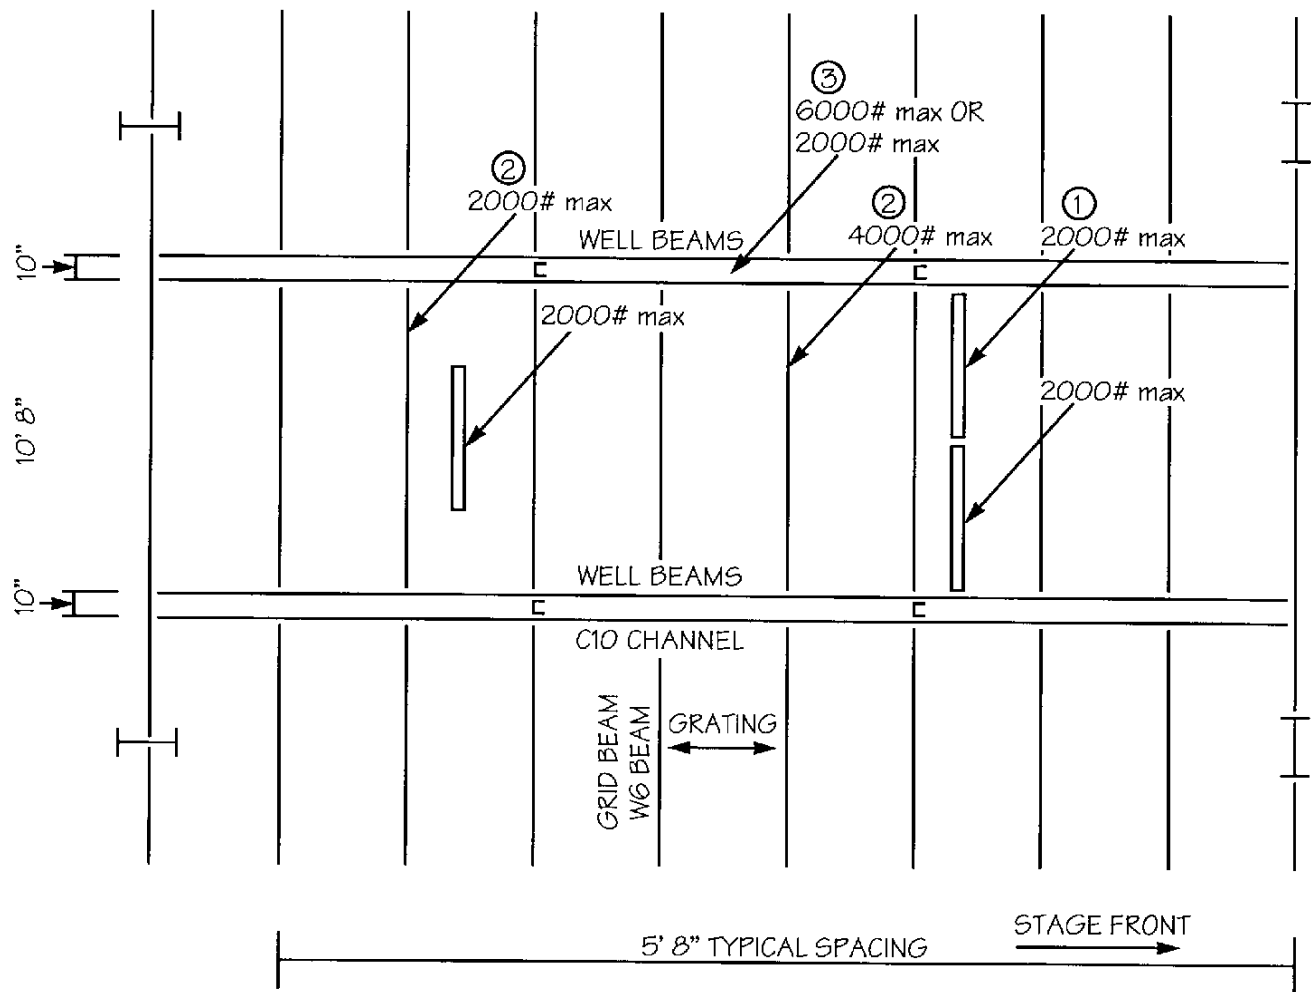 ③
6000# max OR
2000# max
②
2000# max
②
4000# max
①
2000# max
WELL BEAMS
10"
2000# max
10' 8"
2000# max
WELL BEAMS
10"
C10 CHANNEL
GRID BEAM
W6 BEAM
GRATING
STAGE FRONT
5' 8" TYPICAL SPACING